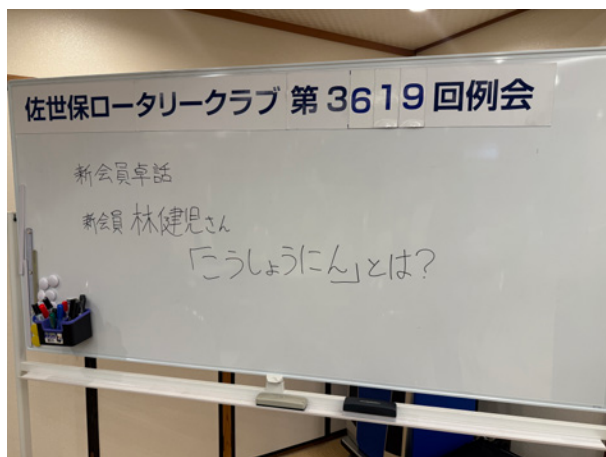 佐世保ロータリークラブ 第3619回例会
新会員卓話
新会員 林健児さん
「こうしょうにん」とは?